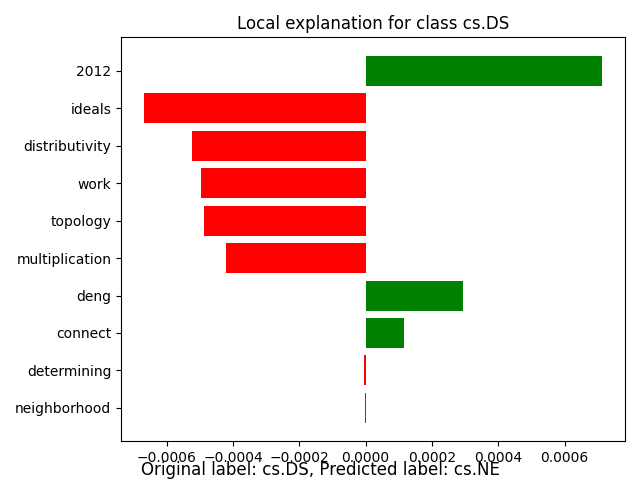 Local explanation for class cs.DS
2012
ideals
distributivity
work
topology
multiplication
deng
connect
determining
neighborhood
−0.0006 −0.0004 −0.0002 0.0000 0.0002 0.0004 0.0006
Original label: cs.DS, Predicted label: cs.NE